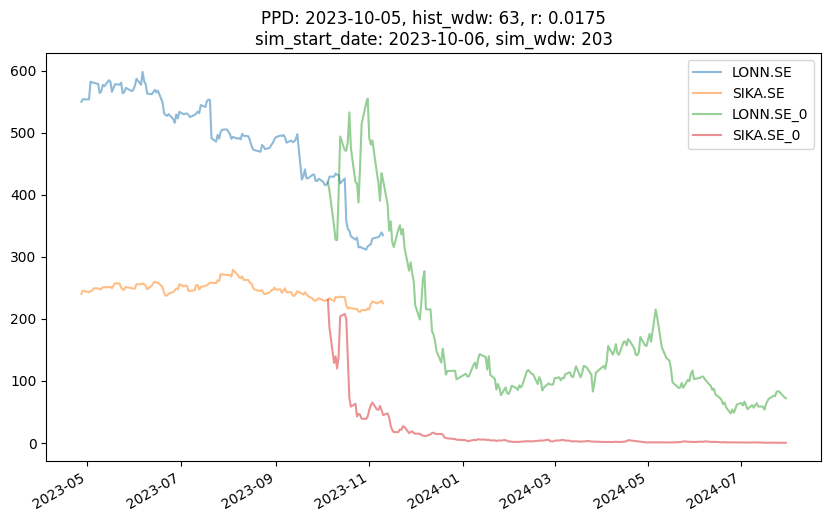 PPD: 2023-10-05, hist_wdw: 63, r: 0.0175
sim_start_date: 2023-10-06, sim_wdw: 203
LONN.SE
SIKA.SE
LONN.SE_0
SIKA.SE_0
600
500
400
300
200
100
0
2023-05
2023-07
2023-09
2023-11
2024-01
2024-03
2024-05
2024-07